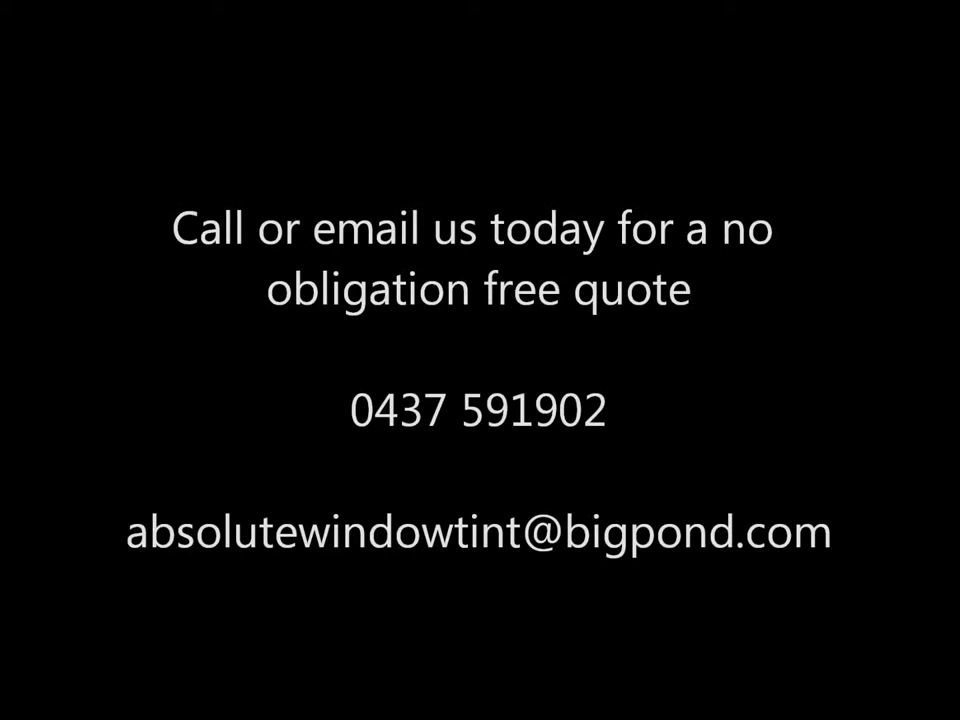 Call or email us today for a no
obligation free quote
0437 591902
absolutewindowtint@bigpond.com